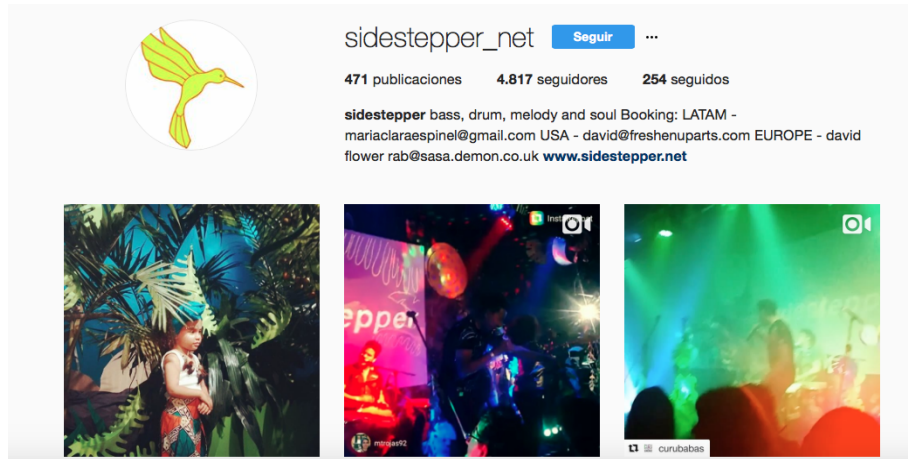 sidestepper_net Seguir ...
471 publicaciones 4.817 seguidores 254 seguidos
sidestepper bass, drum, melody and soul Booking: LATAM -
mariaclaraespinel@gmail.com USA - david@freshenuparts.com EUROPE - david
flower rab@sasa.demon.co.uk www.sidestepper.net
epper
mtrojas92
curubabas